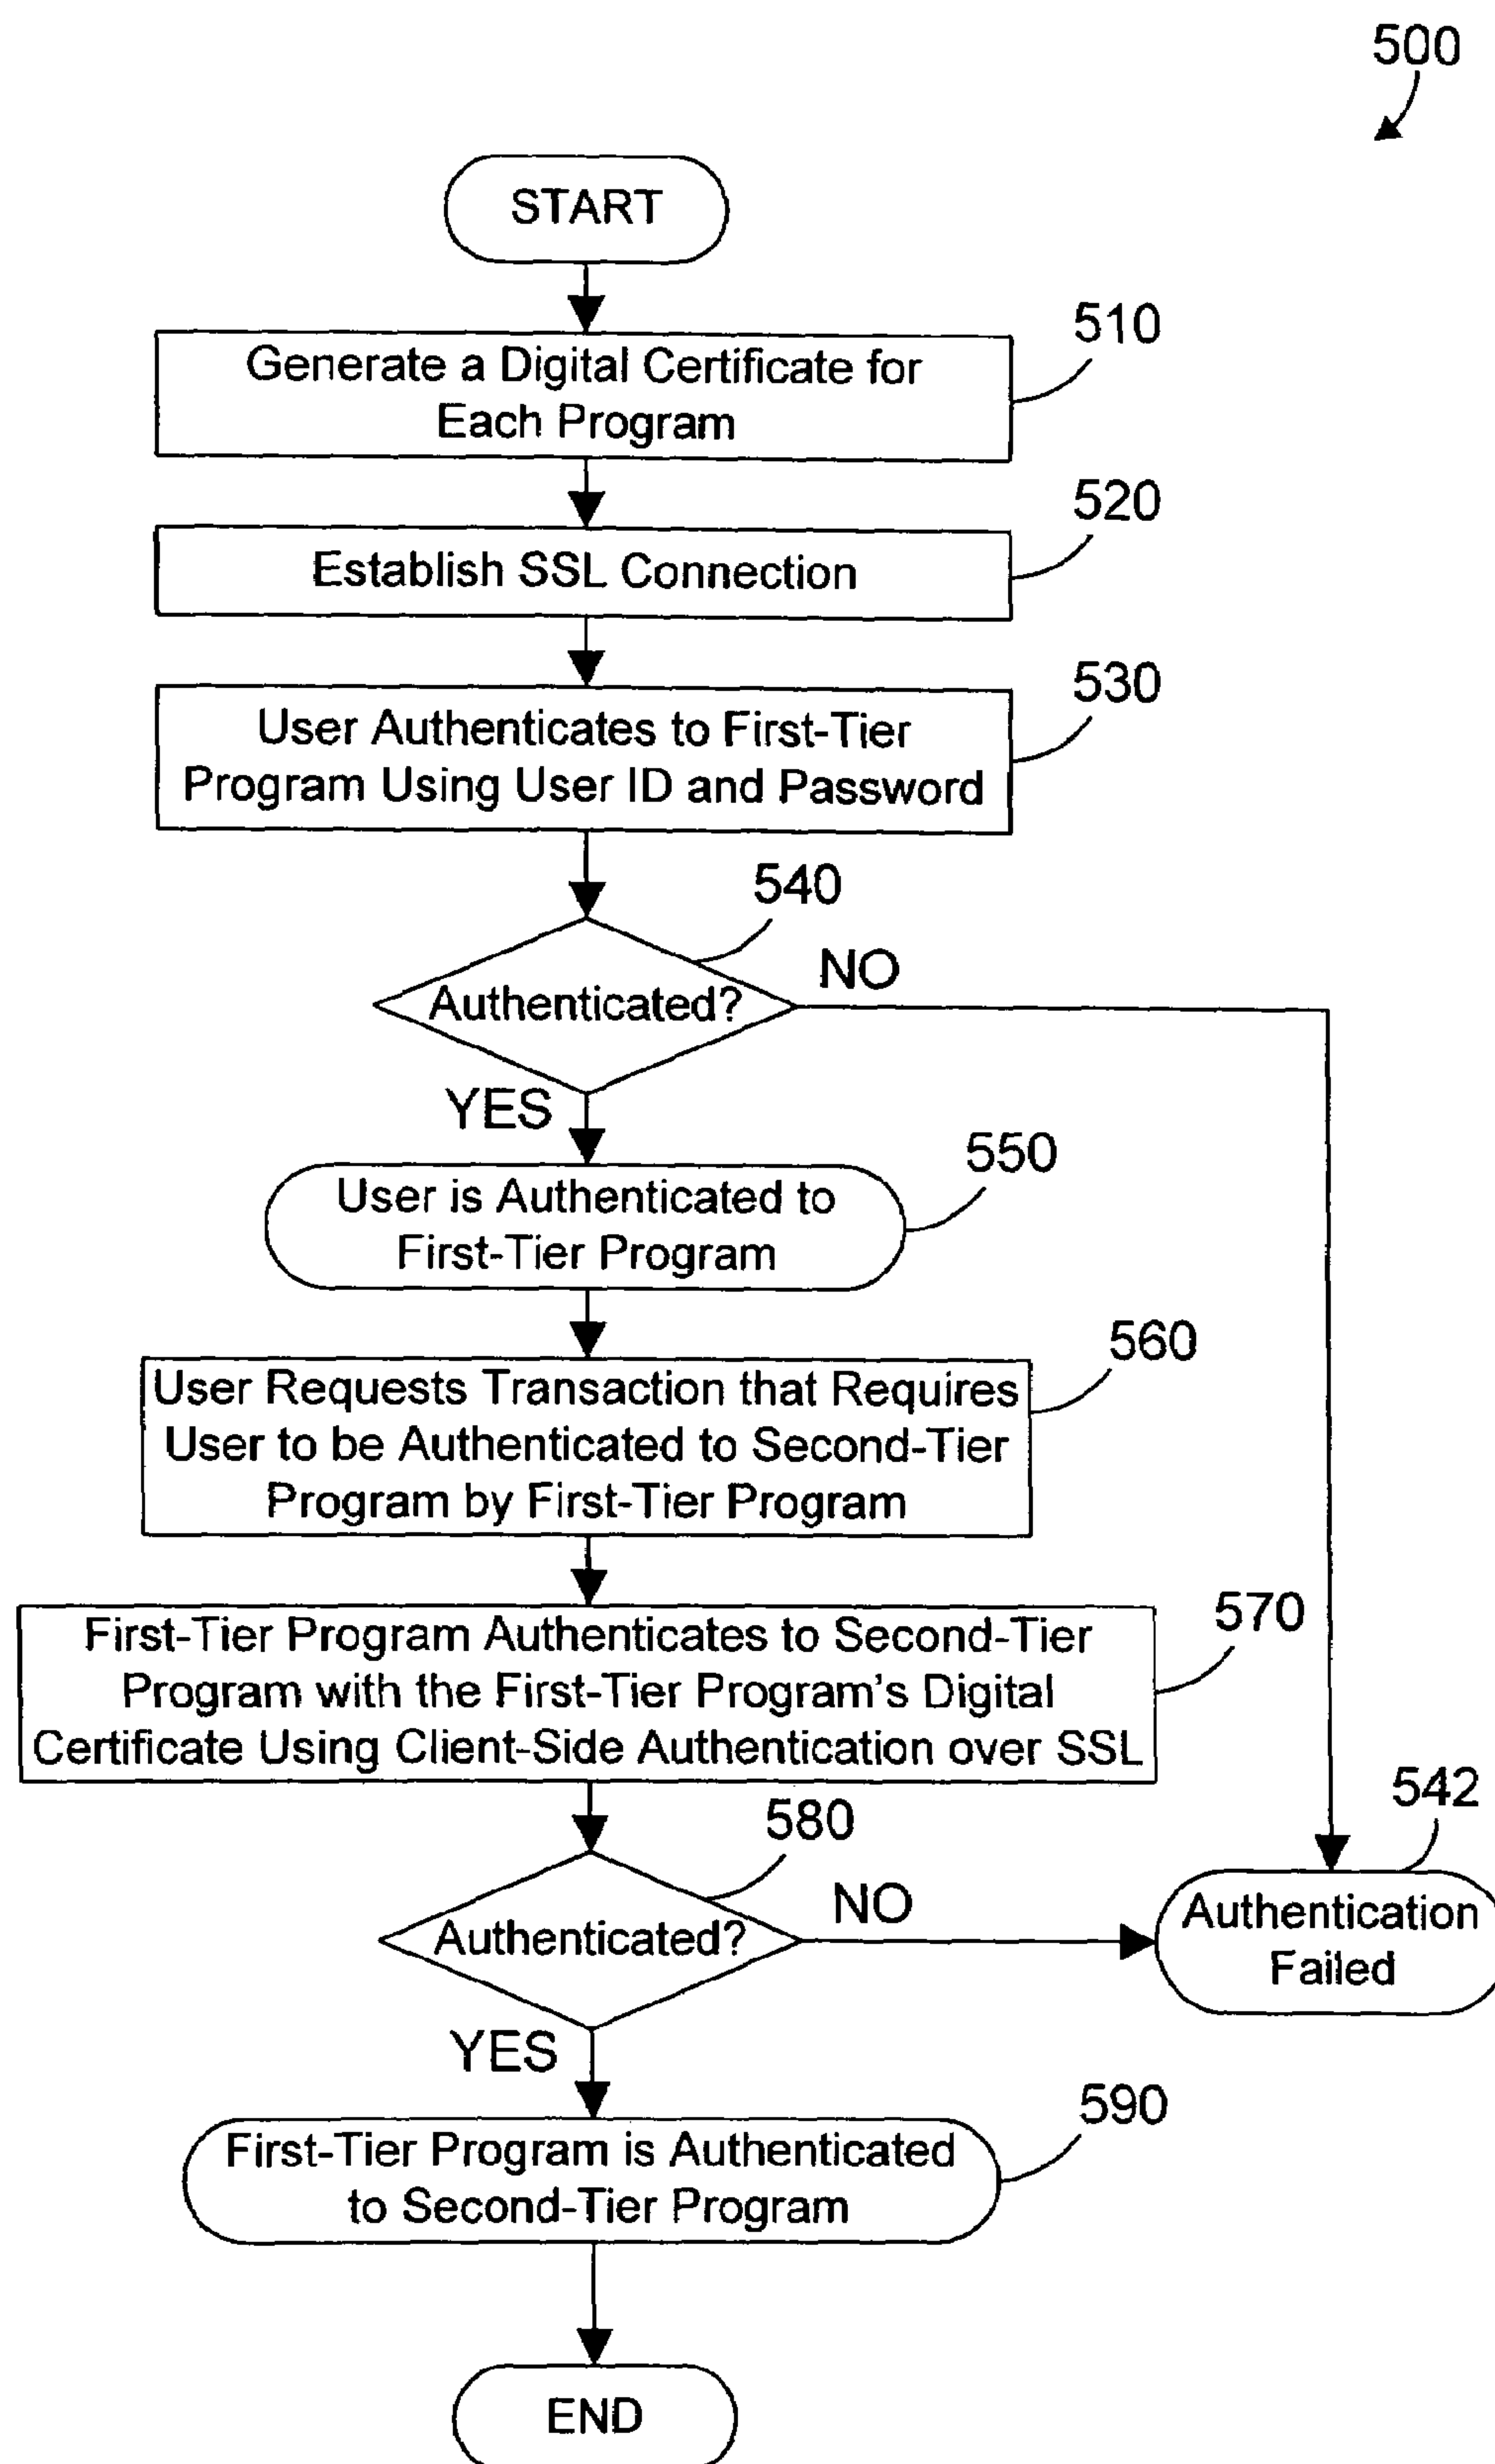 500
START
510
Generate a Digital Certificate for
Each Program
520
Establish SSL Connection
530
User Authenticates to First-Tier
Program Using User ID and Password
540
Authenticated?
NO
YES
550
User is Authenticated to
First-Tier Program
560
User Requests Transaction that Requires
User to be Authenticated to Second-Tier
Program by First-Tier Program
570
First-Tier Program Authenticates to Second-Tier
Program with the First-Tier Program's Digital
Certificate Using Client-Side Authentication over SSL
542
580
Authenticated?
NO
Authentication
Failed
YES
590
First-Tier Program is Authenticated
to Second-Tier Program
END